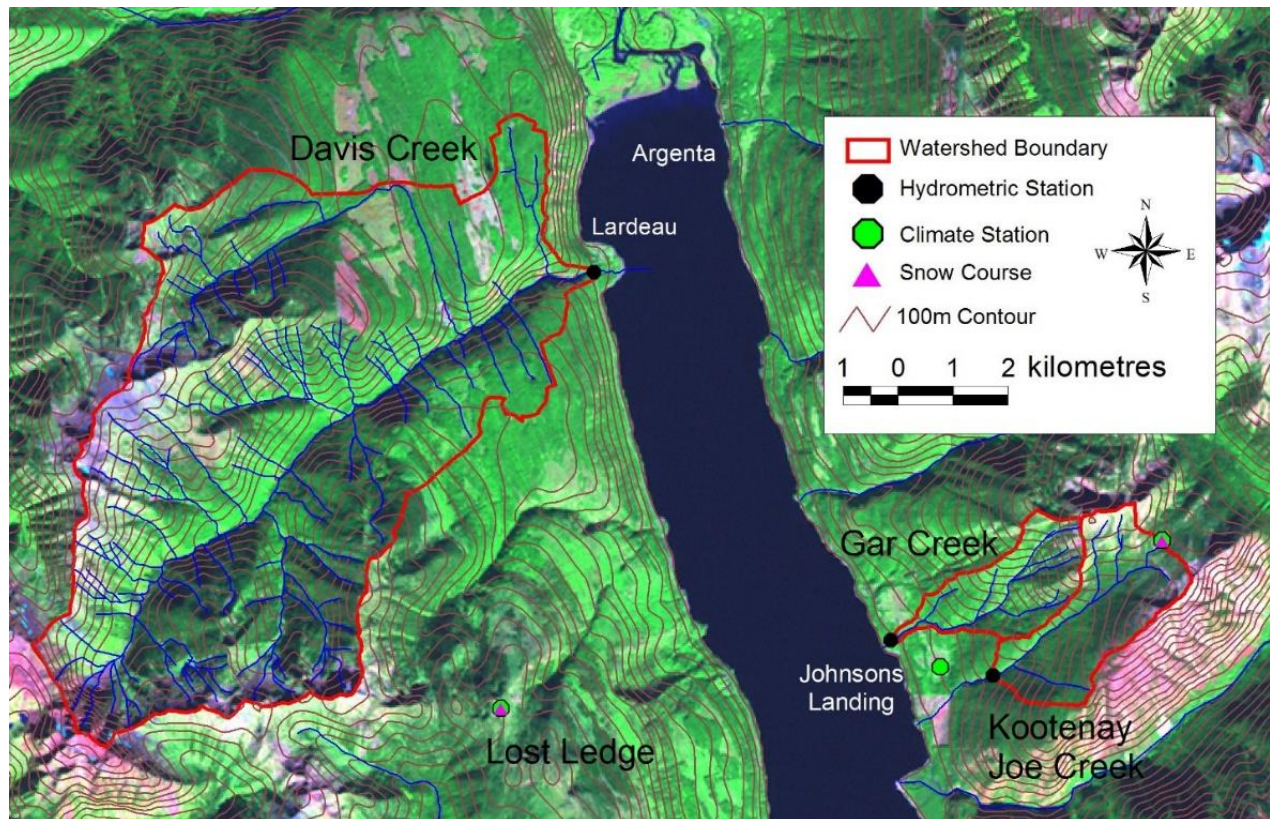 Davis Creek
Argenta
Lardeau
Watershed Boundary
Hydrometric Station
Climate Station
Snow Course
100m Contour
N
W
E
S
1 0 1 2 kilometres
Gar Creek
Johnsons
Landing
Kootenay
Joe Creek
Lost Ledge